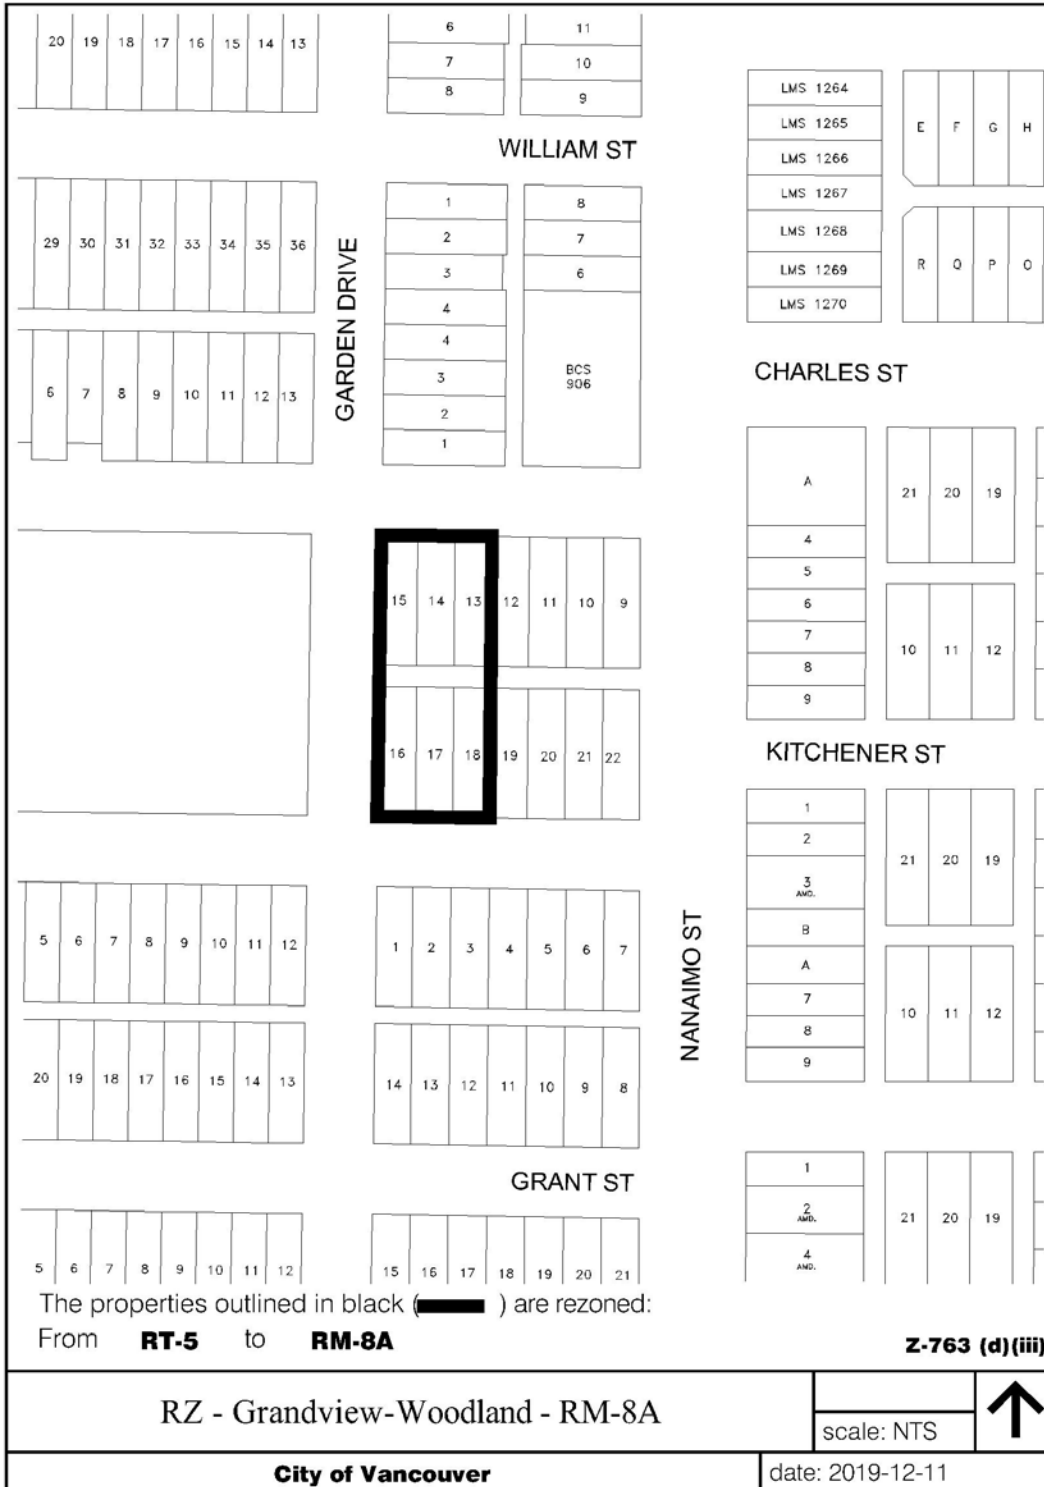 20 19 18 17 16 15 14 13
6 11
7 10
8 9
WILLIAM ST
LMS 1264
LMS 1265
LMS 1266
LMS 1267
LMS 1268
LMS 1269
LMS 1270
E F G H
R Q P O
29 30 31 32 33 34 35 36
GARDEN DRIVE
1 8
2 7
3 6
4
4
3
2
1
BCS
906
6 7 8 9 10 11 12 13
CHARLES ST
A
4
5
6
7
8
9
21 20 19
10 11 12
15 14 13 12 11 10 9
16 17 18 19 20 21 22
KITCHENER ST
1
2
3
AMD.
B
A
7
8
9
21 20 19
10 11 12
NANAIMO ST
5 6 7 8 9 10 11 12
1 2 3 4 5 6 7
20 19 18 17 16 15 14 13
14 13 12 11 10 9 8
GRANT ST
1
2
AMD.
4
AMD.
21 20 19
5 6 7 8 9 10 11 12
15 16 17 18 19 20 21
The properties outlined in black ( ) are rezoned:
From RT-5 to RM-8A
Z-763 (d)(iii)
RZ - Grandview-Woodland - RM-8A
scale: NTS
City of Vancouver
date: 2019-12-11